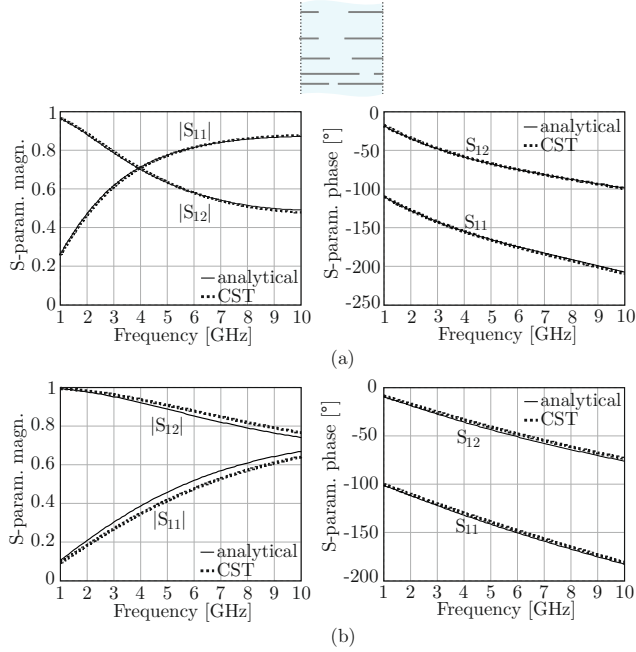 S-param. magn.
1
0.8
0.6
0.4
0.2
0
|S11|
|S12|
analytical
CST
1 2 3 4 5 6 7 8 9 10
Frequency [GHz]
S-param. phase [°]
0
-50
-100
-150
-200
-250
analytical
CST
S12
S11
1 2 3 4 5 6 7 8 9 10
Frequency [GHz]
(a)
S-param. magn.
1
0.8
0.6
0.4
0.2
0
|S12|
|S11|
analytical
CST
1 2 3 4 5 6 7 8 9 10
Frequency [GHz]
S-param. phase [°]
0
-50
-100
-150
-200
analytical
CST
S12
S11
1 2 3 4 5 6 7 8 9 10
Frequency [GHz]
(b)